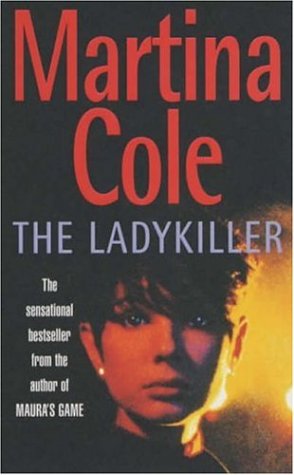 Martina
Cole
THE LADYKILLER
The
sensational
bestseller
from the
author of
MAURA'S GAME